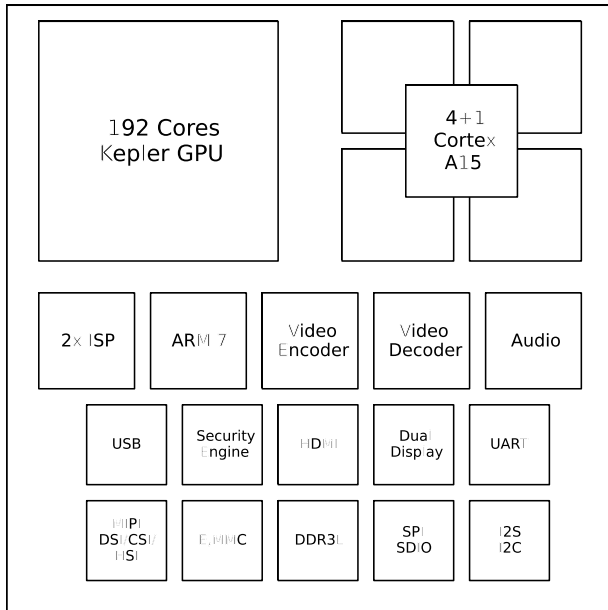 192 Cores
Kepler GPU
4+1
Cortex
A15
2x ISP
ARM 7
Video
Encoder
Video
Decoder
Audio
USB
Security
Engine
HDMI
Dual
Display
UART
MIPI
DSI/CSI/
HSI
E.MMC
DDR3L
SPI
SDIO
I2S
I2C